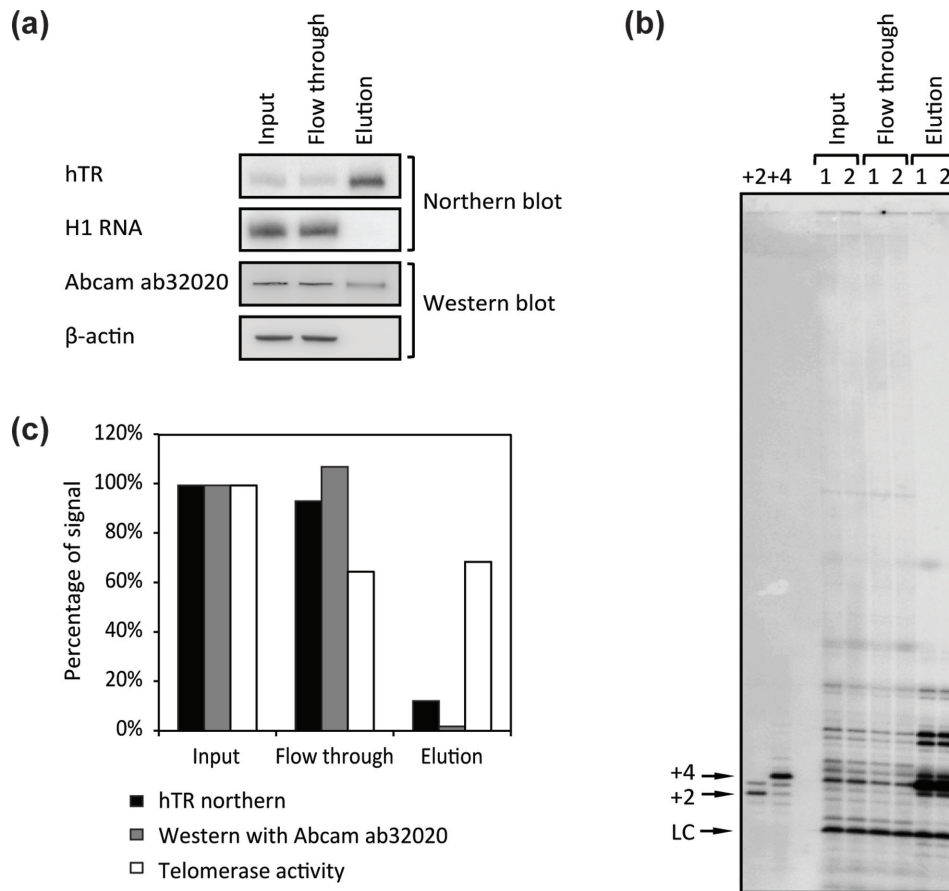 (a)
Input
Flow through
Elution
hTR
H1 RNA
Northern blot
Abcam ab32020
β-actin
Western blot
(b)
Input
Flow through
Elution
+2 +4 1 2 1 2 1 2
+4
+2
LC
(c)
Percentage of signal
120%
100%
80%
60%
40%
20%
0%
Input Flow through Elution
hTR northern
Western with Abcam ab32020
Telomerase activity